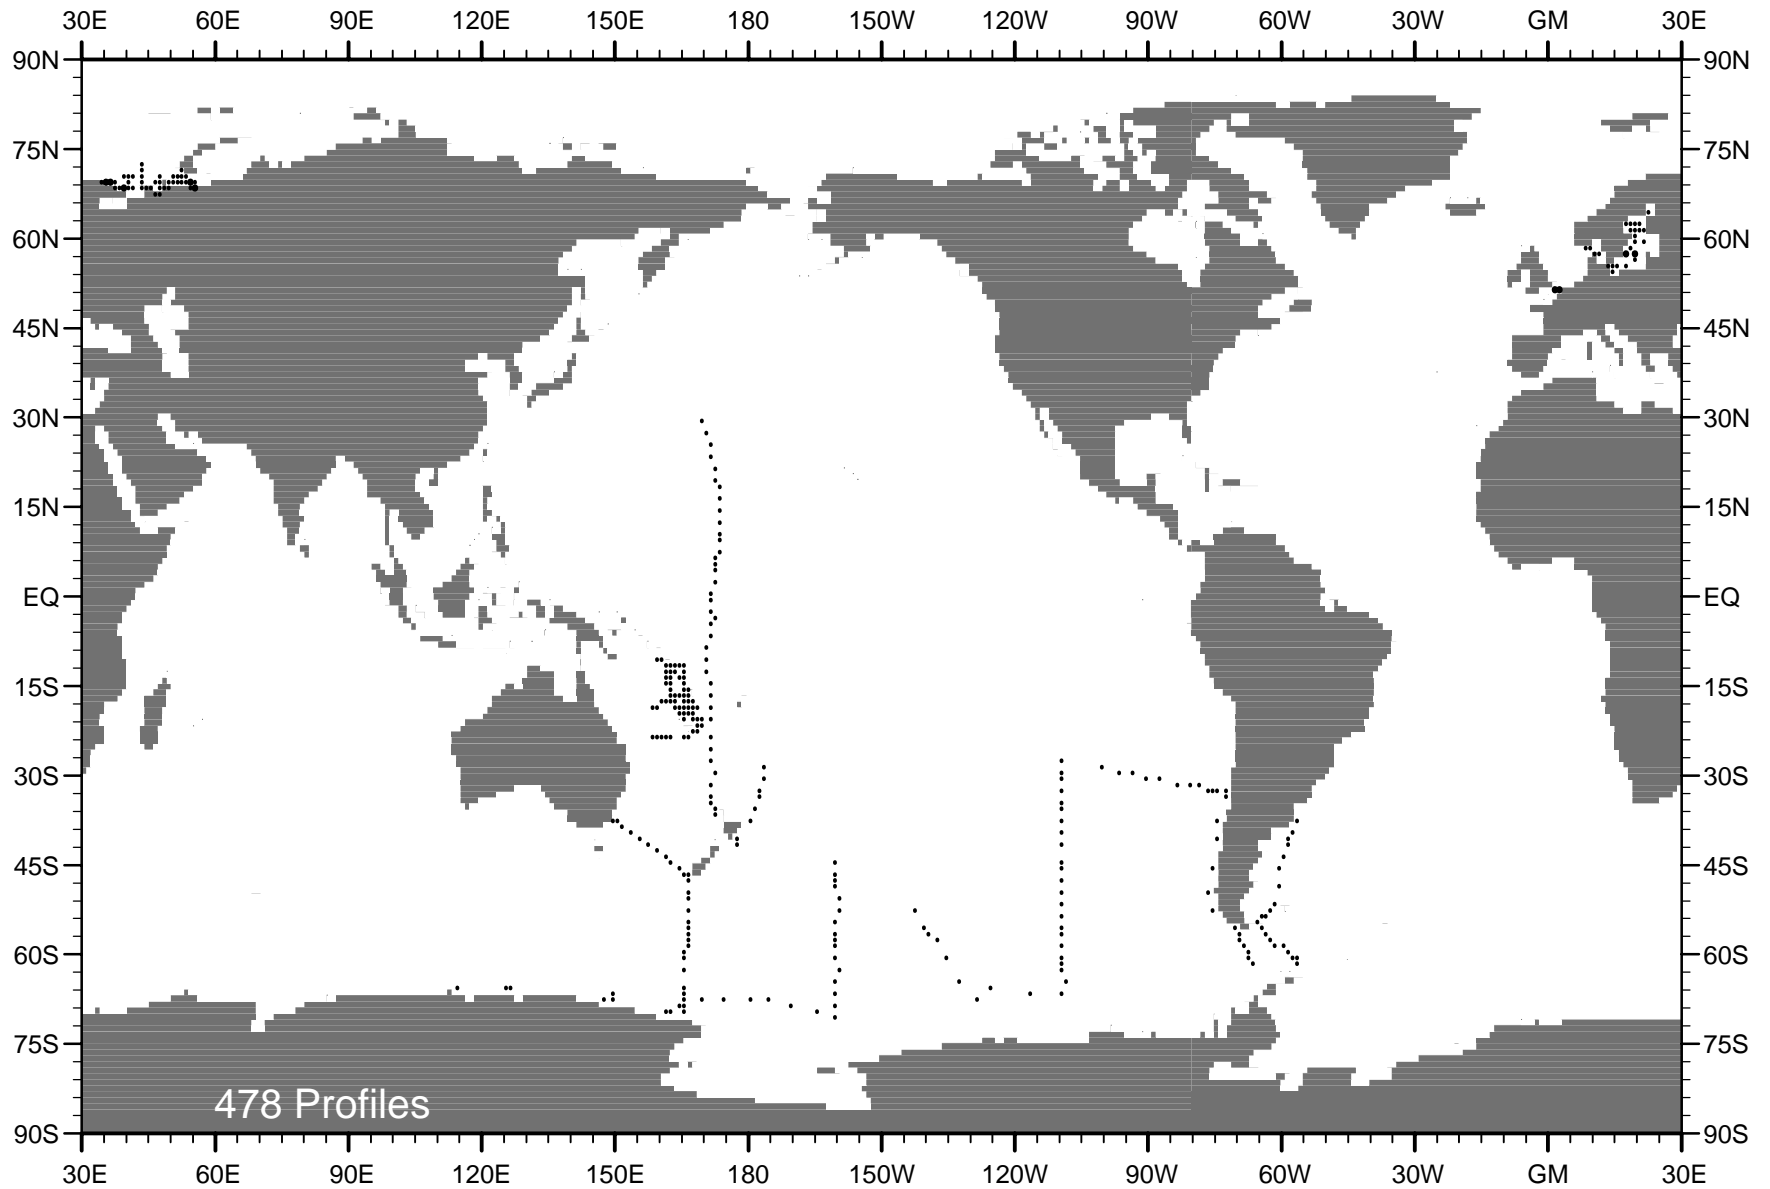 30E 60E 90E 120E 150E 180 150W 120W 90W 60W 30W GM 30E
90N 90N
75N 75N
60N 60N
45N 45N
30N 30N
15N 15N
EQ EQ
15S 15S
30S 30S
45S 45S
60S 60S
75S 75S
478 Profiles
90S 90S
30E 60E 90E 120E 150E 180 150W 120W 90W 60W 30W GM 30E